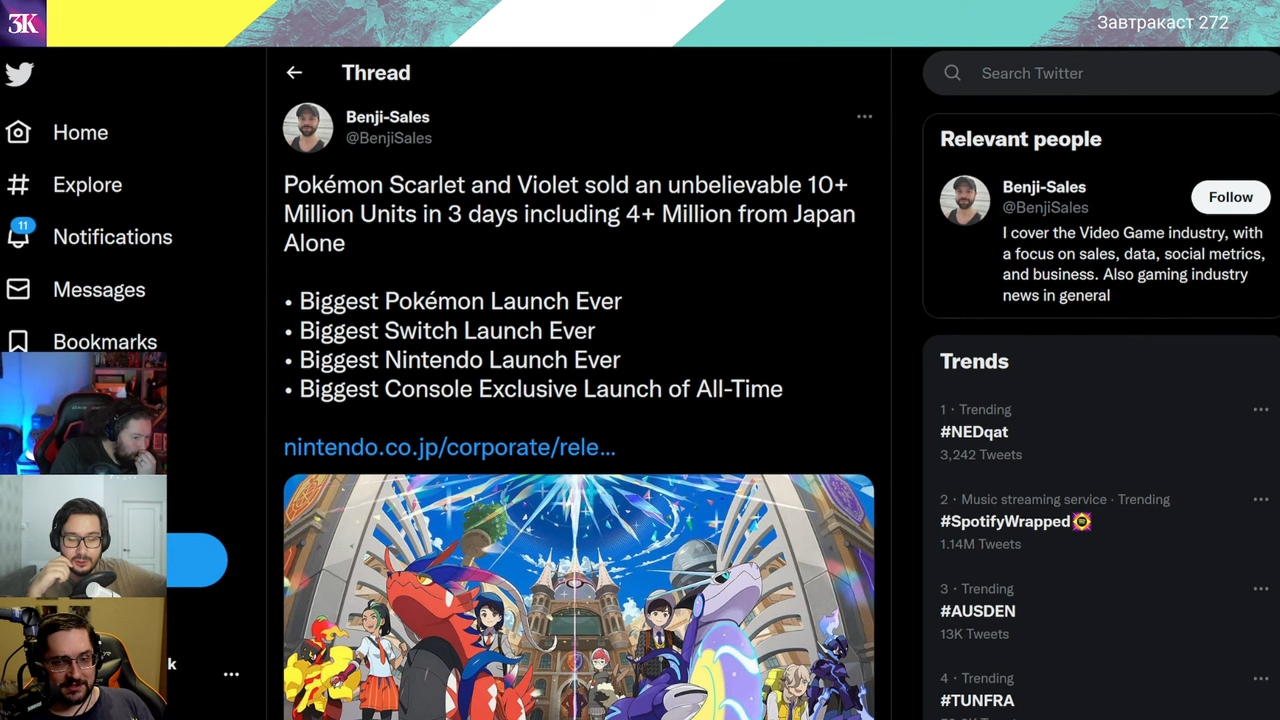 3K
Завтракаст 272
Home
Explore
11
Notifications
Messages
Bookmarks
k
Thread
Benji-Sales
@BenjiSales
Pokémon Scarlet and Violet sold an unbelievable 10+
Million Units in 3 days including 4+ Million from Japan
Alone
• Biggest Pokémon Launch Ever
• Biggest Switch Launch Ever
• Biggest Nintendo Launch Ever
• Biggest Console Exclusive Launch of All-Time
nintendo.co.jp/corporate/rele...
Search Twitter
Relevant people
Benji-Sales
@BenjiSales
Follow
I cover the Video Game industry, with
a focus on sales, data, social metrics,
and business. Also gaming industry
news in general
Trends
1 · Trending
#NEDqat
3,242 Tweets
2 · Music streaming service · Trending
#SpotifyWrapped
1.14M Tweets
3 · Trending
#AUSDEN
13K Tweets
4 · Trending
#TUNFRA